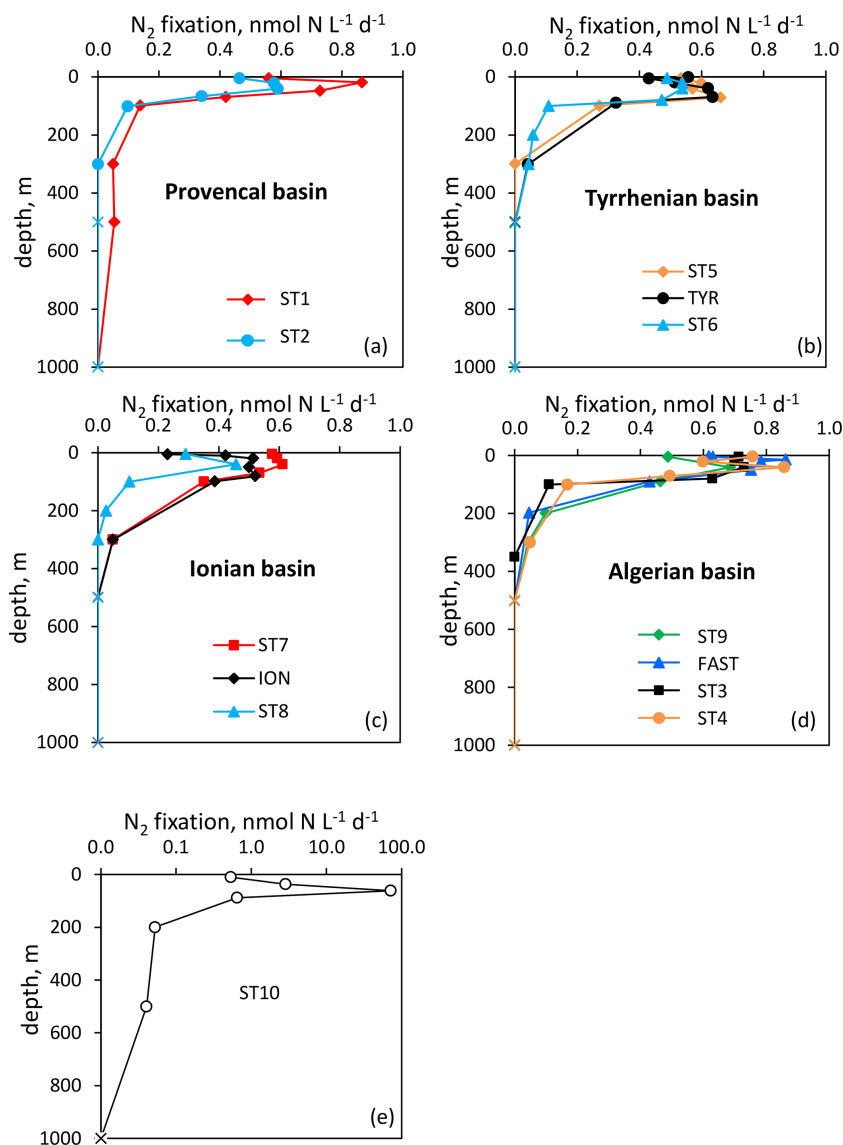 N2 fixation, nmol N L-1 d-1
0.0 0.2 0.4 0.6 0.8 1.0
0
200
400
600
800
1000
depth, m
Provencal basin
ST1
ST2
(a)
N2 fixation, nmol N L-1 d-1
0.0 0.2 0.4 0.6 0.8 1.0
0
200
400
600
800
1000
depth, m
Tyrrhenian basin
ST5
TYR
ST6
(b)
N2 fixation, nmol N L-1 d-1
0.0 0.2 0.4 0.6 0.8 1.0
0
200
400
600
800
1000
depth, m
Ionian basin
ST7
ION
ST8
(c)
N2 fixation, nmol N L-1 d-1
0.0 0.2 0.4 0.6 0.8 1.0
0
200
400
600
800
1000
depth, m
Algerian basin
ST9
FAST
ST3
ST4
(d)
N2 fixation, nmol N L-1 d-1
0.0 0.1 1.0 10.0 100.0
0
200
400
600
800
1000
depth, m
ST10
(e)